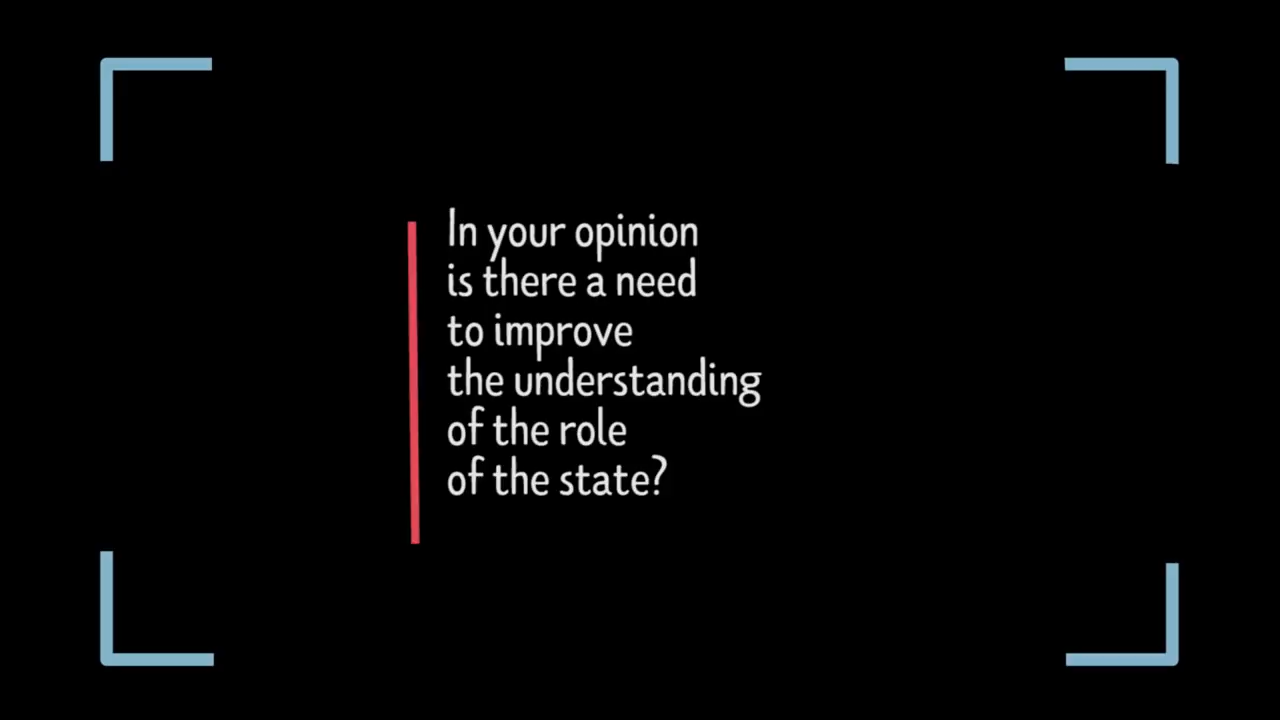 In your opinion
is there a need
to improve
the understanding
of the role
of the state?